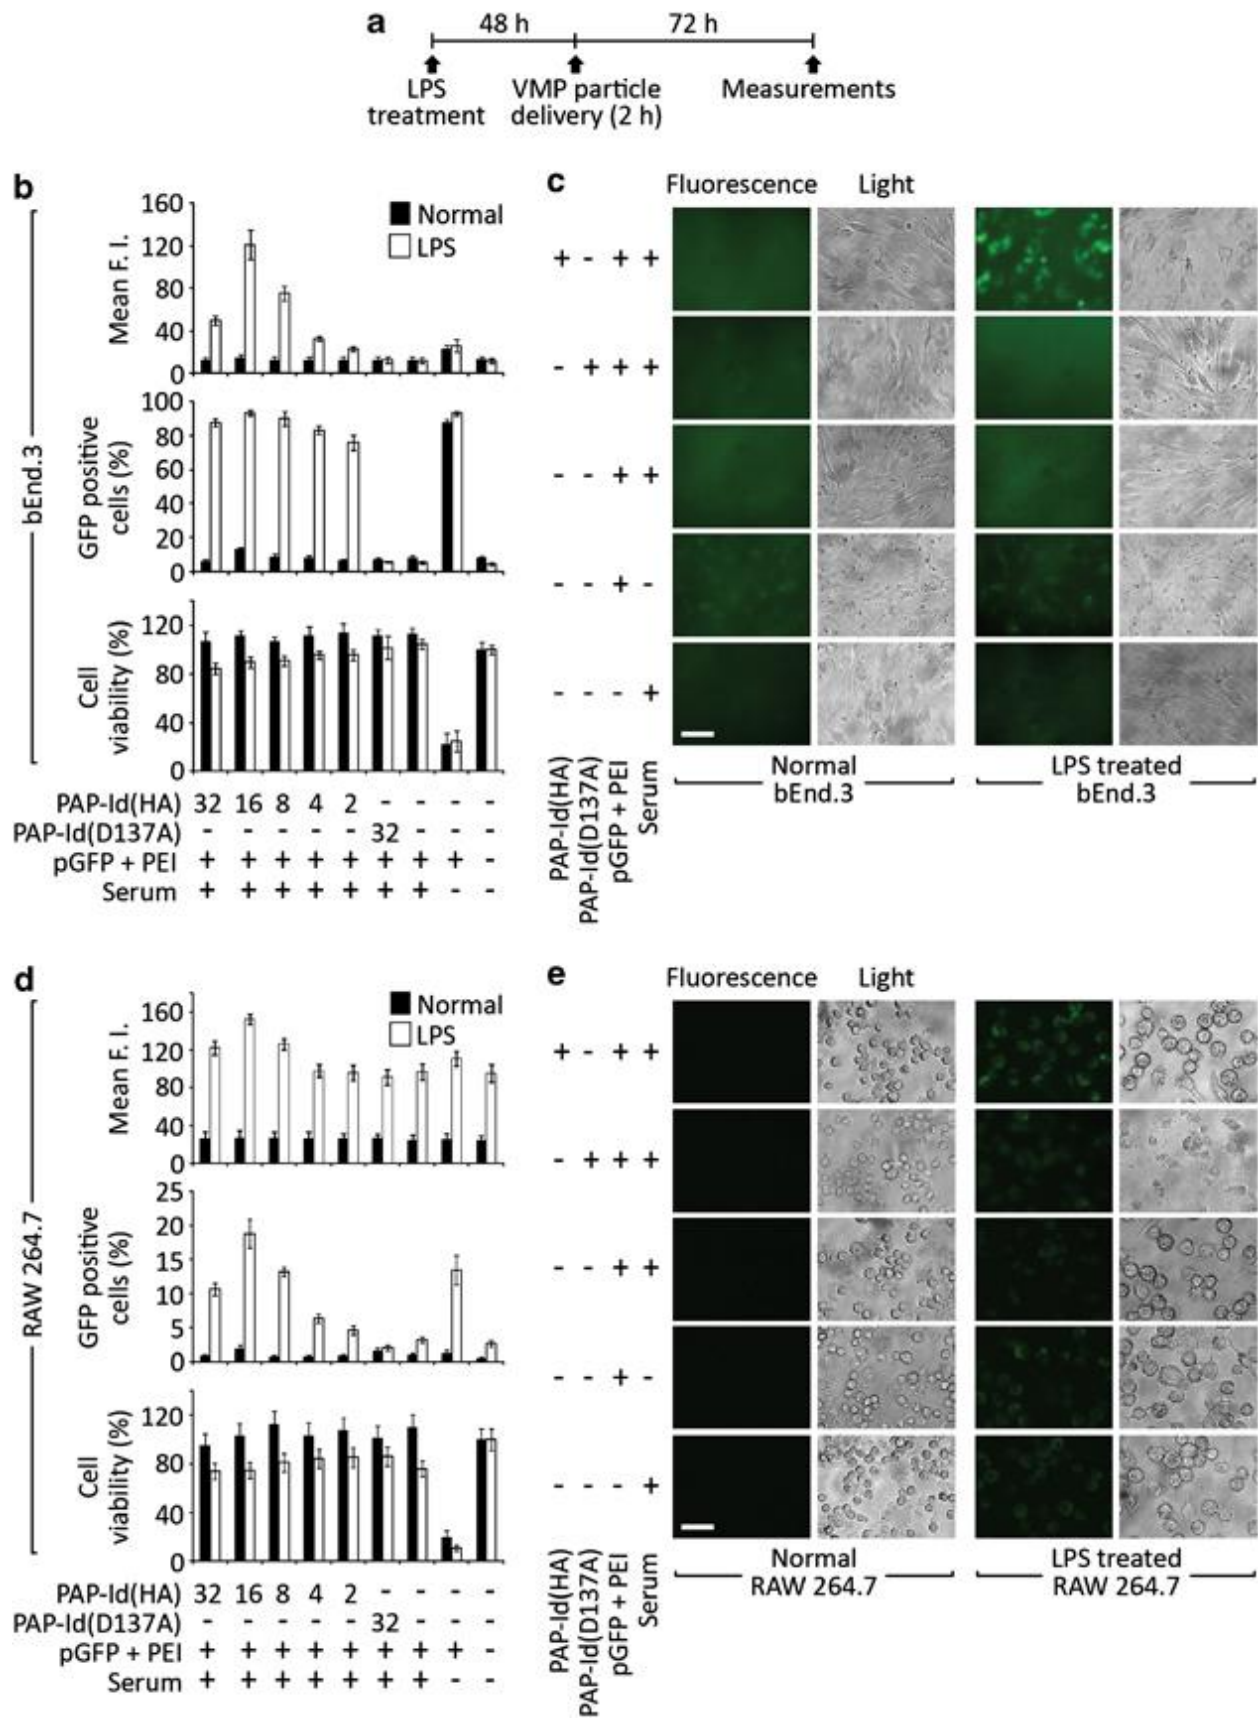 a
48 h 72 h
LPS treatment
VMP particle delivery (2 h)
Measurements
b
bEnd.3
Normal
LPS
Mean F. I.
160
120
80
40
0
GFP positive cells (%)
100
80
60
40
20
0
Cell viability (%)
120
80
40
0
PAP-Id(HA) 32 16 8 4 2 - - - -
PAP-Id(D137A) - - - - - 32 - - -
pGFP + PEI + + + + + + + + -
Serum + + + + + + + - -
c
Fluorescence Light
+ - + +
- + + +
- - + +
- - + -
- - - +
PAP-Id(HA)
PAP-Id(D137A)
pGFP + PEI
Serum
Normal
bEnd.3
LPS treated
bEnd.3
d
RAW 264.7
Normal
LPS
Mean F. I.
160
120
80
40
0
GFP positive cells (%)
25
20
15
10
5
0
Cell viability (%)
120
80
40
0
PAP-Id(HA) 32 16 8 4 2 - - - -
PAP-Id(D137A) - - - - - 32 - - -
pGFP + PEI + + + + + + + + -
Serum + + + + + + + - -
e
Fluorescence Light
+ - + +
- + + +
- - + +
- - + -
- - - +
PAP-Id(HA)
PAP-Id(D137A)
pGFP + PEI
Serum
Normal
RAW 264.7
LPS treated
RAW 264.7